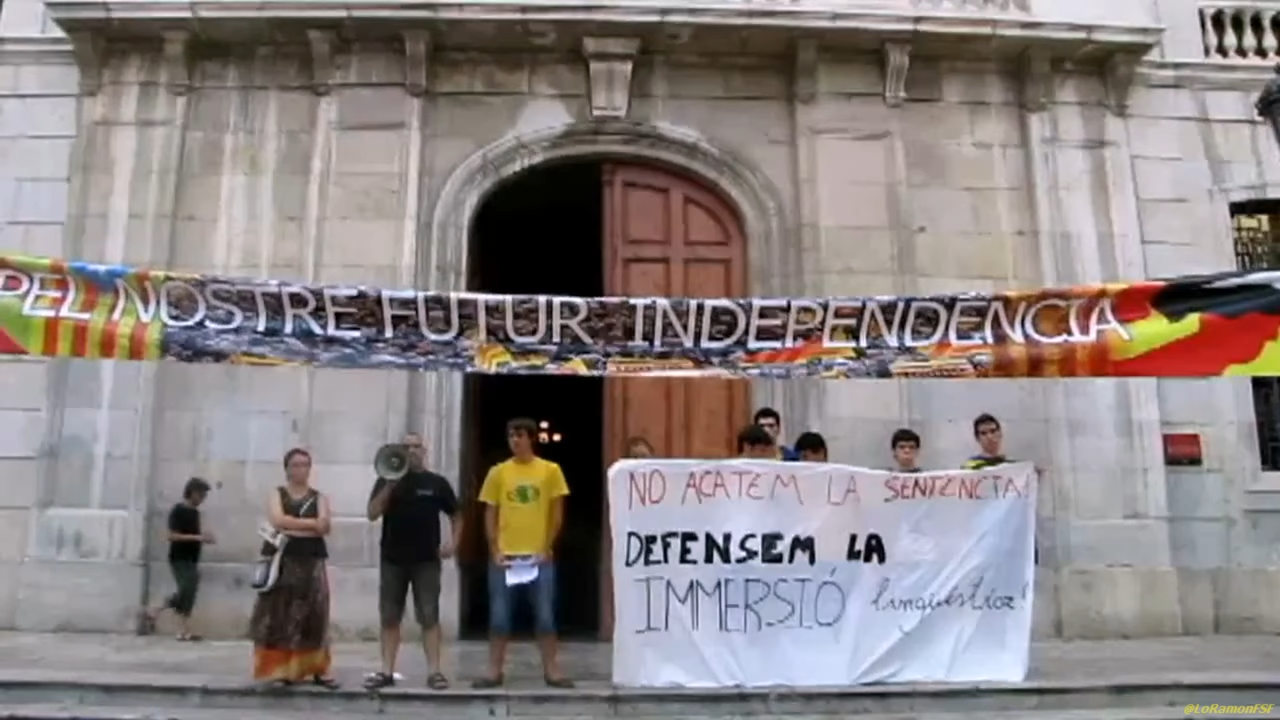 PEL NOSTRE FUTUR INDEPENDÈNCIA
NO ACATEM LA SENTÈNCIA!
DEFENSEM LA
IMMERSIÓ lingüística!
@LoRamonFSF